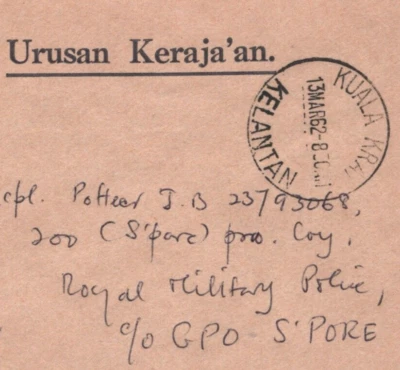 Urusan Keraja'an.
KUALA KRAI
13MAR62-8
KELANTAN
cpl. Potter J.B 23793068,
200 (S'pore) pro. Coy,
Royal Military Police,
c/o GPO S'PORE